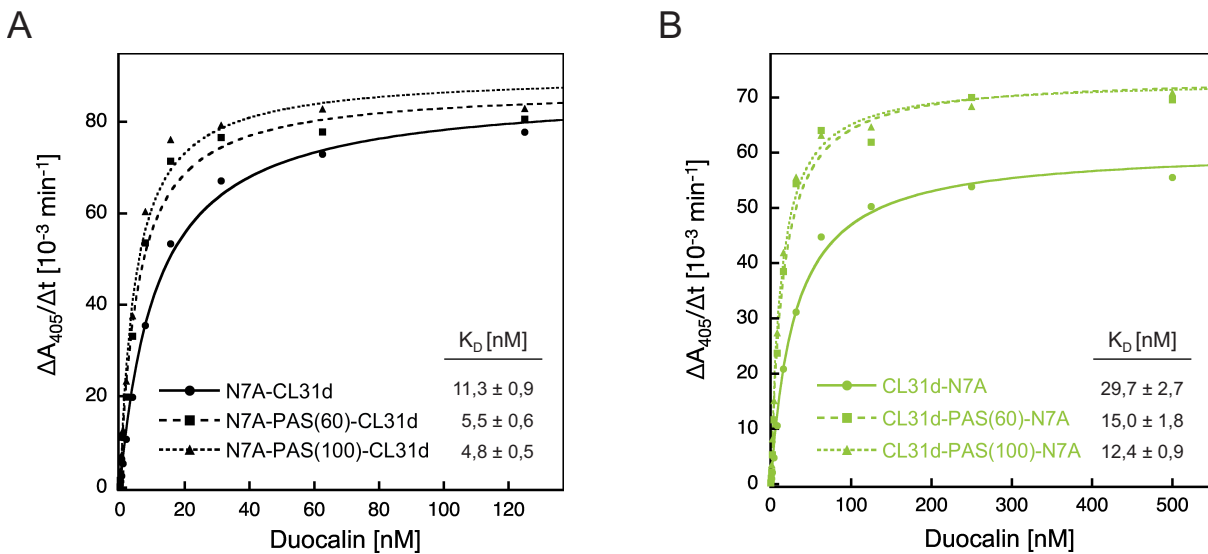 A
ΔA405/Δt [10-3 min-1]
80
60
40
20
0
0 20 40 60 80 100 120
Duocalin [nM]
KD [nM]
N7A-CL31d 11,3 ± 0,9
N7A-PAS(60)-CL31d 5,5 ± 0,6
N7A-PAS(100)-CL31d 4,8 ± 0,5
B
ΔA405/Δt [10-3 min-1]
70
60
50
40
30
20
10
0
0 100 200 300 400 500
Duocalin [nM]
KD [nM]
CL31d-N7A 29,7 ± 2,7
CL31d-PAS(60)-N7A 15,0 ± 1,8
CL31d-PAS(100)-N7A 12,4 ± 0,9